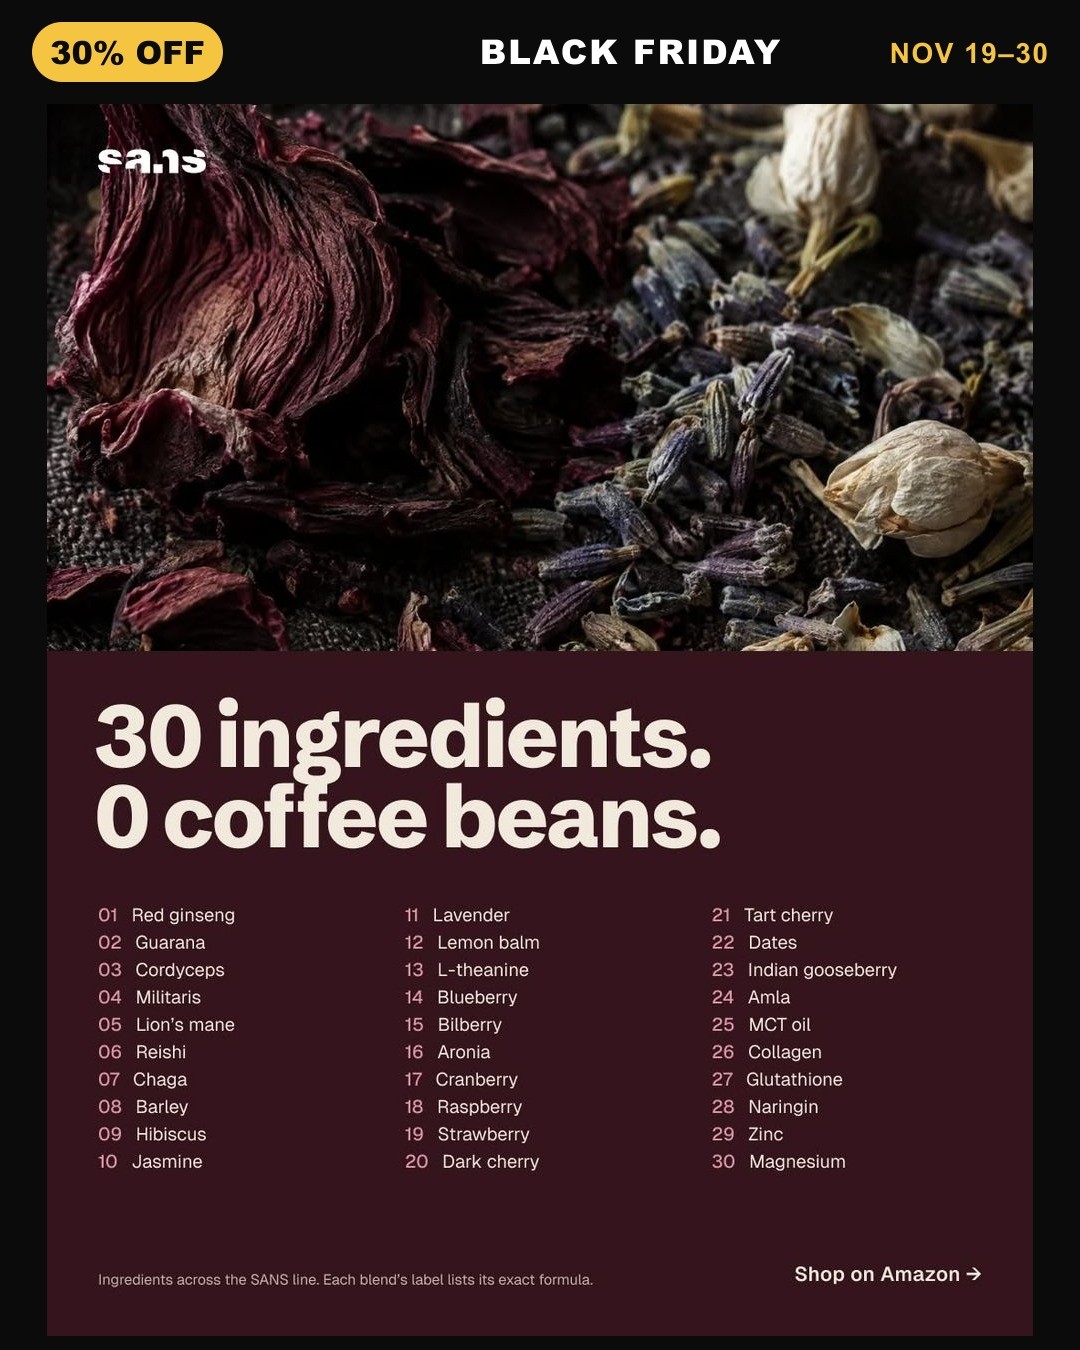 30% OFF
BLACK FRIDAY
NOV 19–30
sans
30 ingredients.
0 coffee beans.
01 Red ginseng
02 Guarana
03 Cordyceps
04 Militaris
05 Lion’s mane
06 Reishi
07 Chaga
08 Barley
09 Hibiscus
10 Jasmine
11 Lavender
12 Lemon balm
13 L-theanine
14 Blueberry
15 Bilberry
16 Aronia
17 Cranberry
18 Raspberry
19 Strawberry
20 Dark cherry
21 Tart cherry
22 Dates
23 Indian gooseberry
24 Amla
25 MCT oil
26 Collagen
27 Glutathione
28 Naringin
29 Zinc
30 Magnesium
Ingredients across the SANS line. Each blend’s label lists its exact formula.
Shop on Amazon →